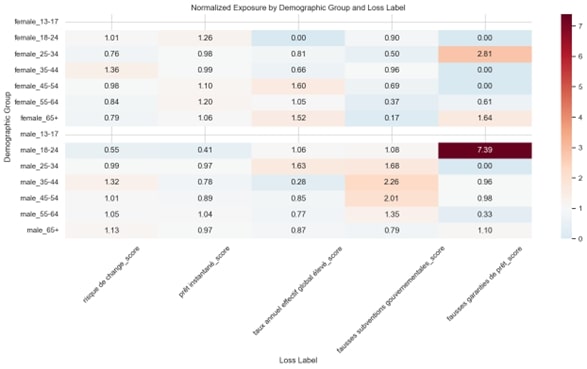 Normalized Exposure by Demographic Group and Loss Label
female_13-17
female_18-24 1.01 1.26 0.00 0.90 0.00
female_25-34 0.76 0.98 0.81 0.50 2.81
female_35-44 1.36 0.99 0.66 0.96 0.00
female_45-54 0.98 1.10 1.60 0.69 0.00
female_55-64 0.84 1.20 1.05 0.37 0.61
female_65+ 0.79 1.06 1.52 0.17 1.64
male_13-17
male_18-24 0.55 0.41 1.06 1.08 7.39
male_25-34 0.99 0.97 1.63 1.68 0.00
male_35-44 1.32 0.78 0.28 2.26 0.96
male_45-54 1.01 0.89 0.85 2.01 0.98
male_55-64 1.05 1.04 0.77 1.35 0.33
male_65+ 1.13 0.97 0.87 0.79 1.10
Demographic Group
risque de change_score
prêt instantané_score
taux annuel effectif global élevé_score
fausses subventions gouvernementales_score
fausses garanties de prêt_score
Loss Label
7
6
5
4
3
2
1
0